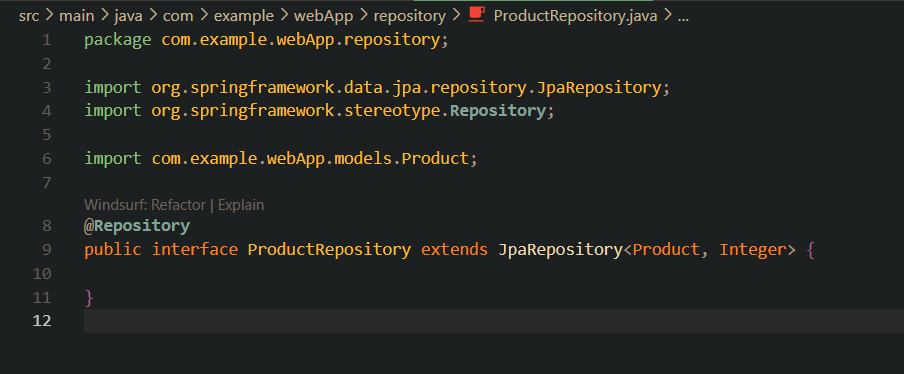 src > main > java > com > example > webApp > repository > ProductRepository.java > ...
1 package com.example.webApp.repository;
2
3 import org.springframework.data.jpa.repository.JpaRepository;
4 import org.springframework.stereotype.Repository;
5
6 import com.example.webApp.models.Product;
7
Windsurf: Refactor | Explain
8 @Repository
9 public interface ProductRepository extends JpaRepository<Product, Integer> {
10
11 }
12